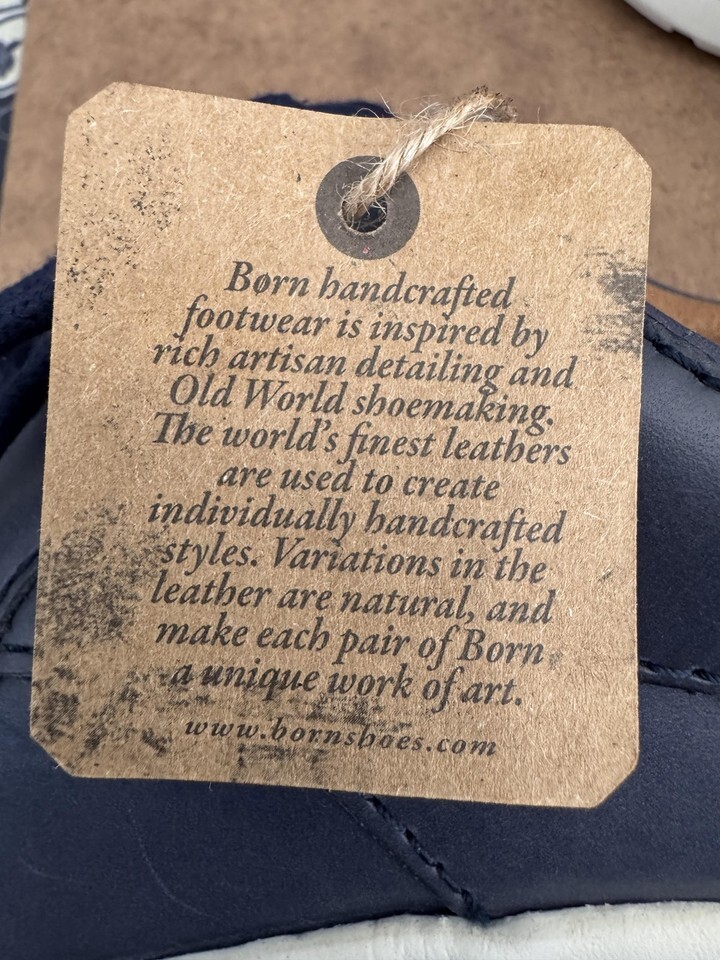 Børn handcrafted
footwear is inspired by
rich artisan detailing and
Old World shoemaking.
The world's finest leathers
are used to create
individually handcrafted
styles. Variations in the
leather are natural, and
make each pair of Born
a unique work of art.
www.bornshoes.com